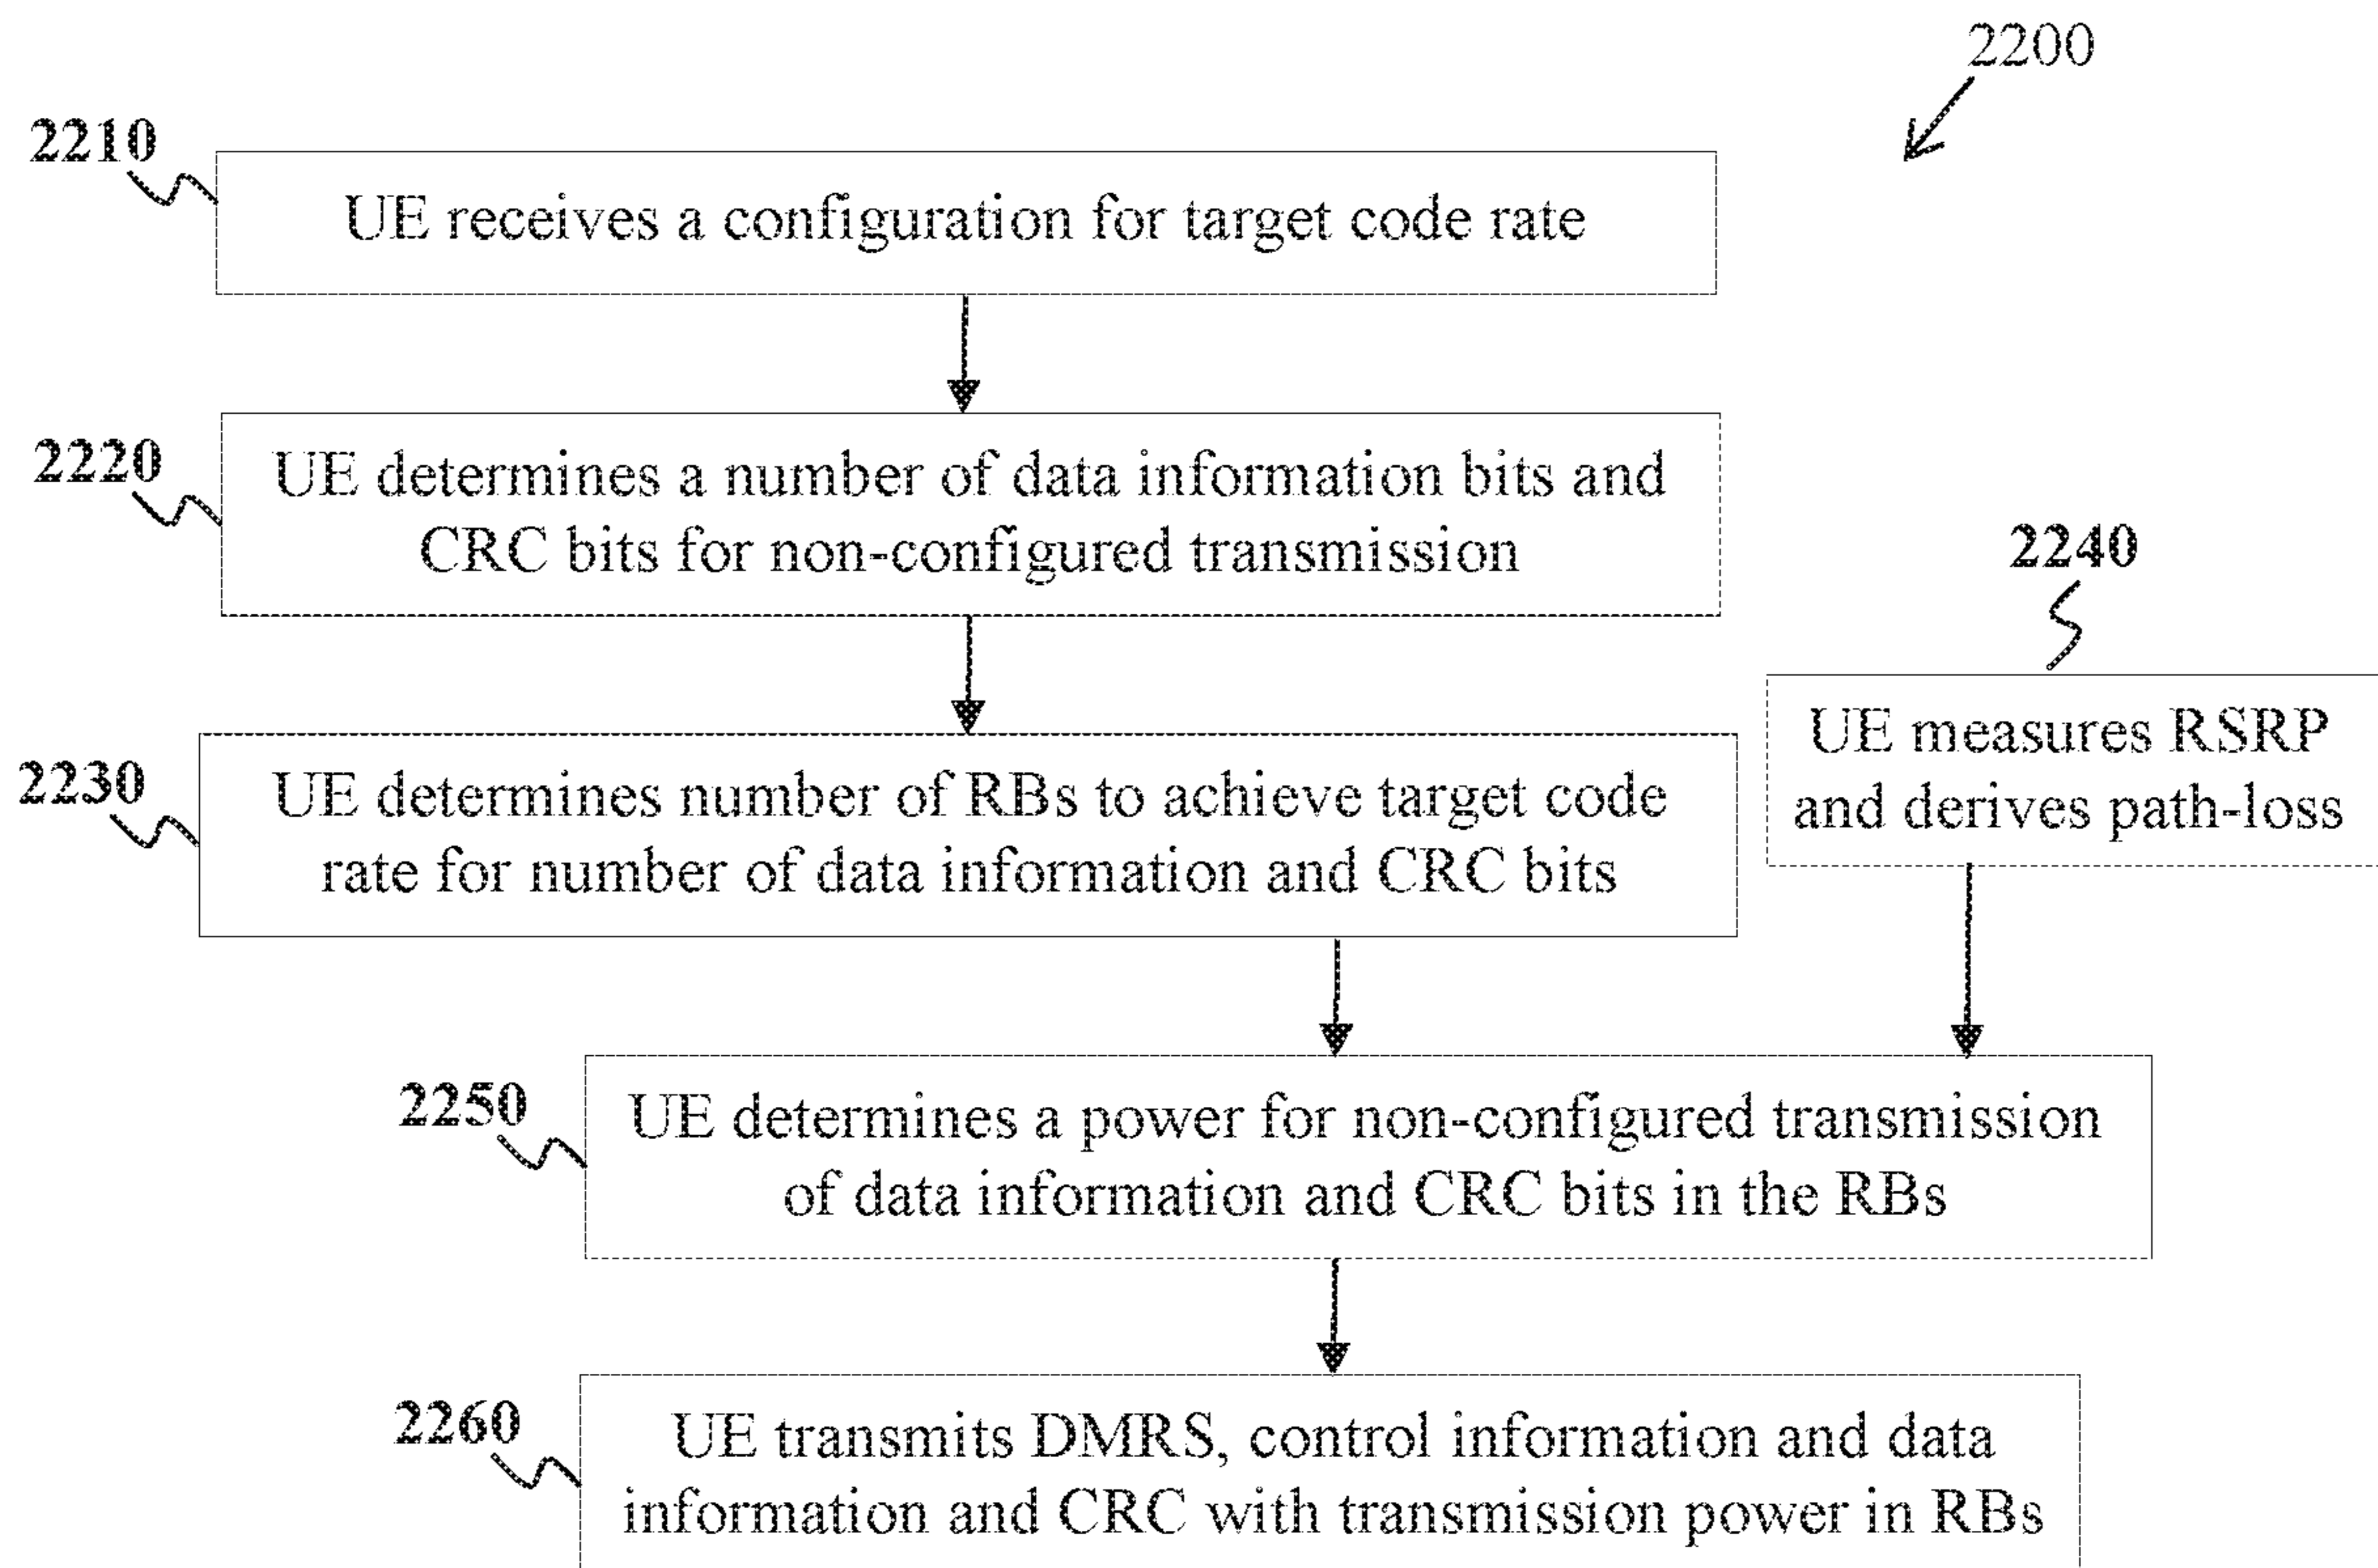 2200
2210
UE receives a configuration for target code rate
2220
UE determines a number of data information bits and
CRC bits for non-configured transmission
2230
UE determines number of RBs to achieve target code
rate for number of data information and CRC bits
2240
UE measures RSRP
and derives path-loss
2250
UE determines a power for non-configured transmission
of data information and CRC bits in the RBs
2260
UE transmits DMRS, control information and data
information and CRC with transmission power in RBs